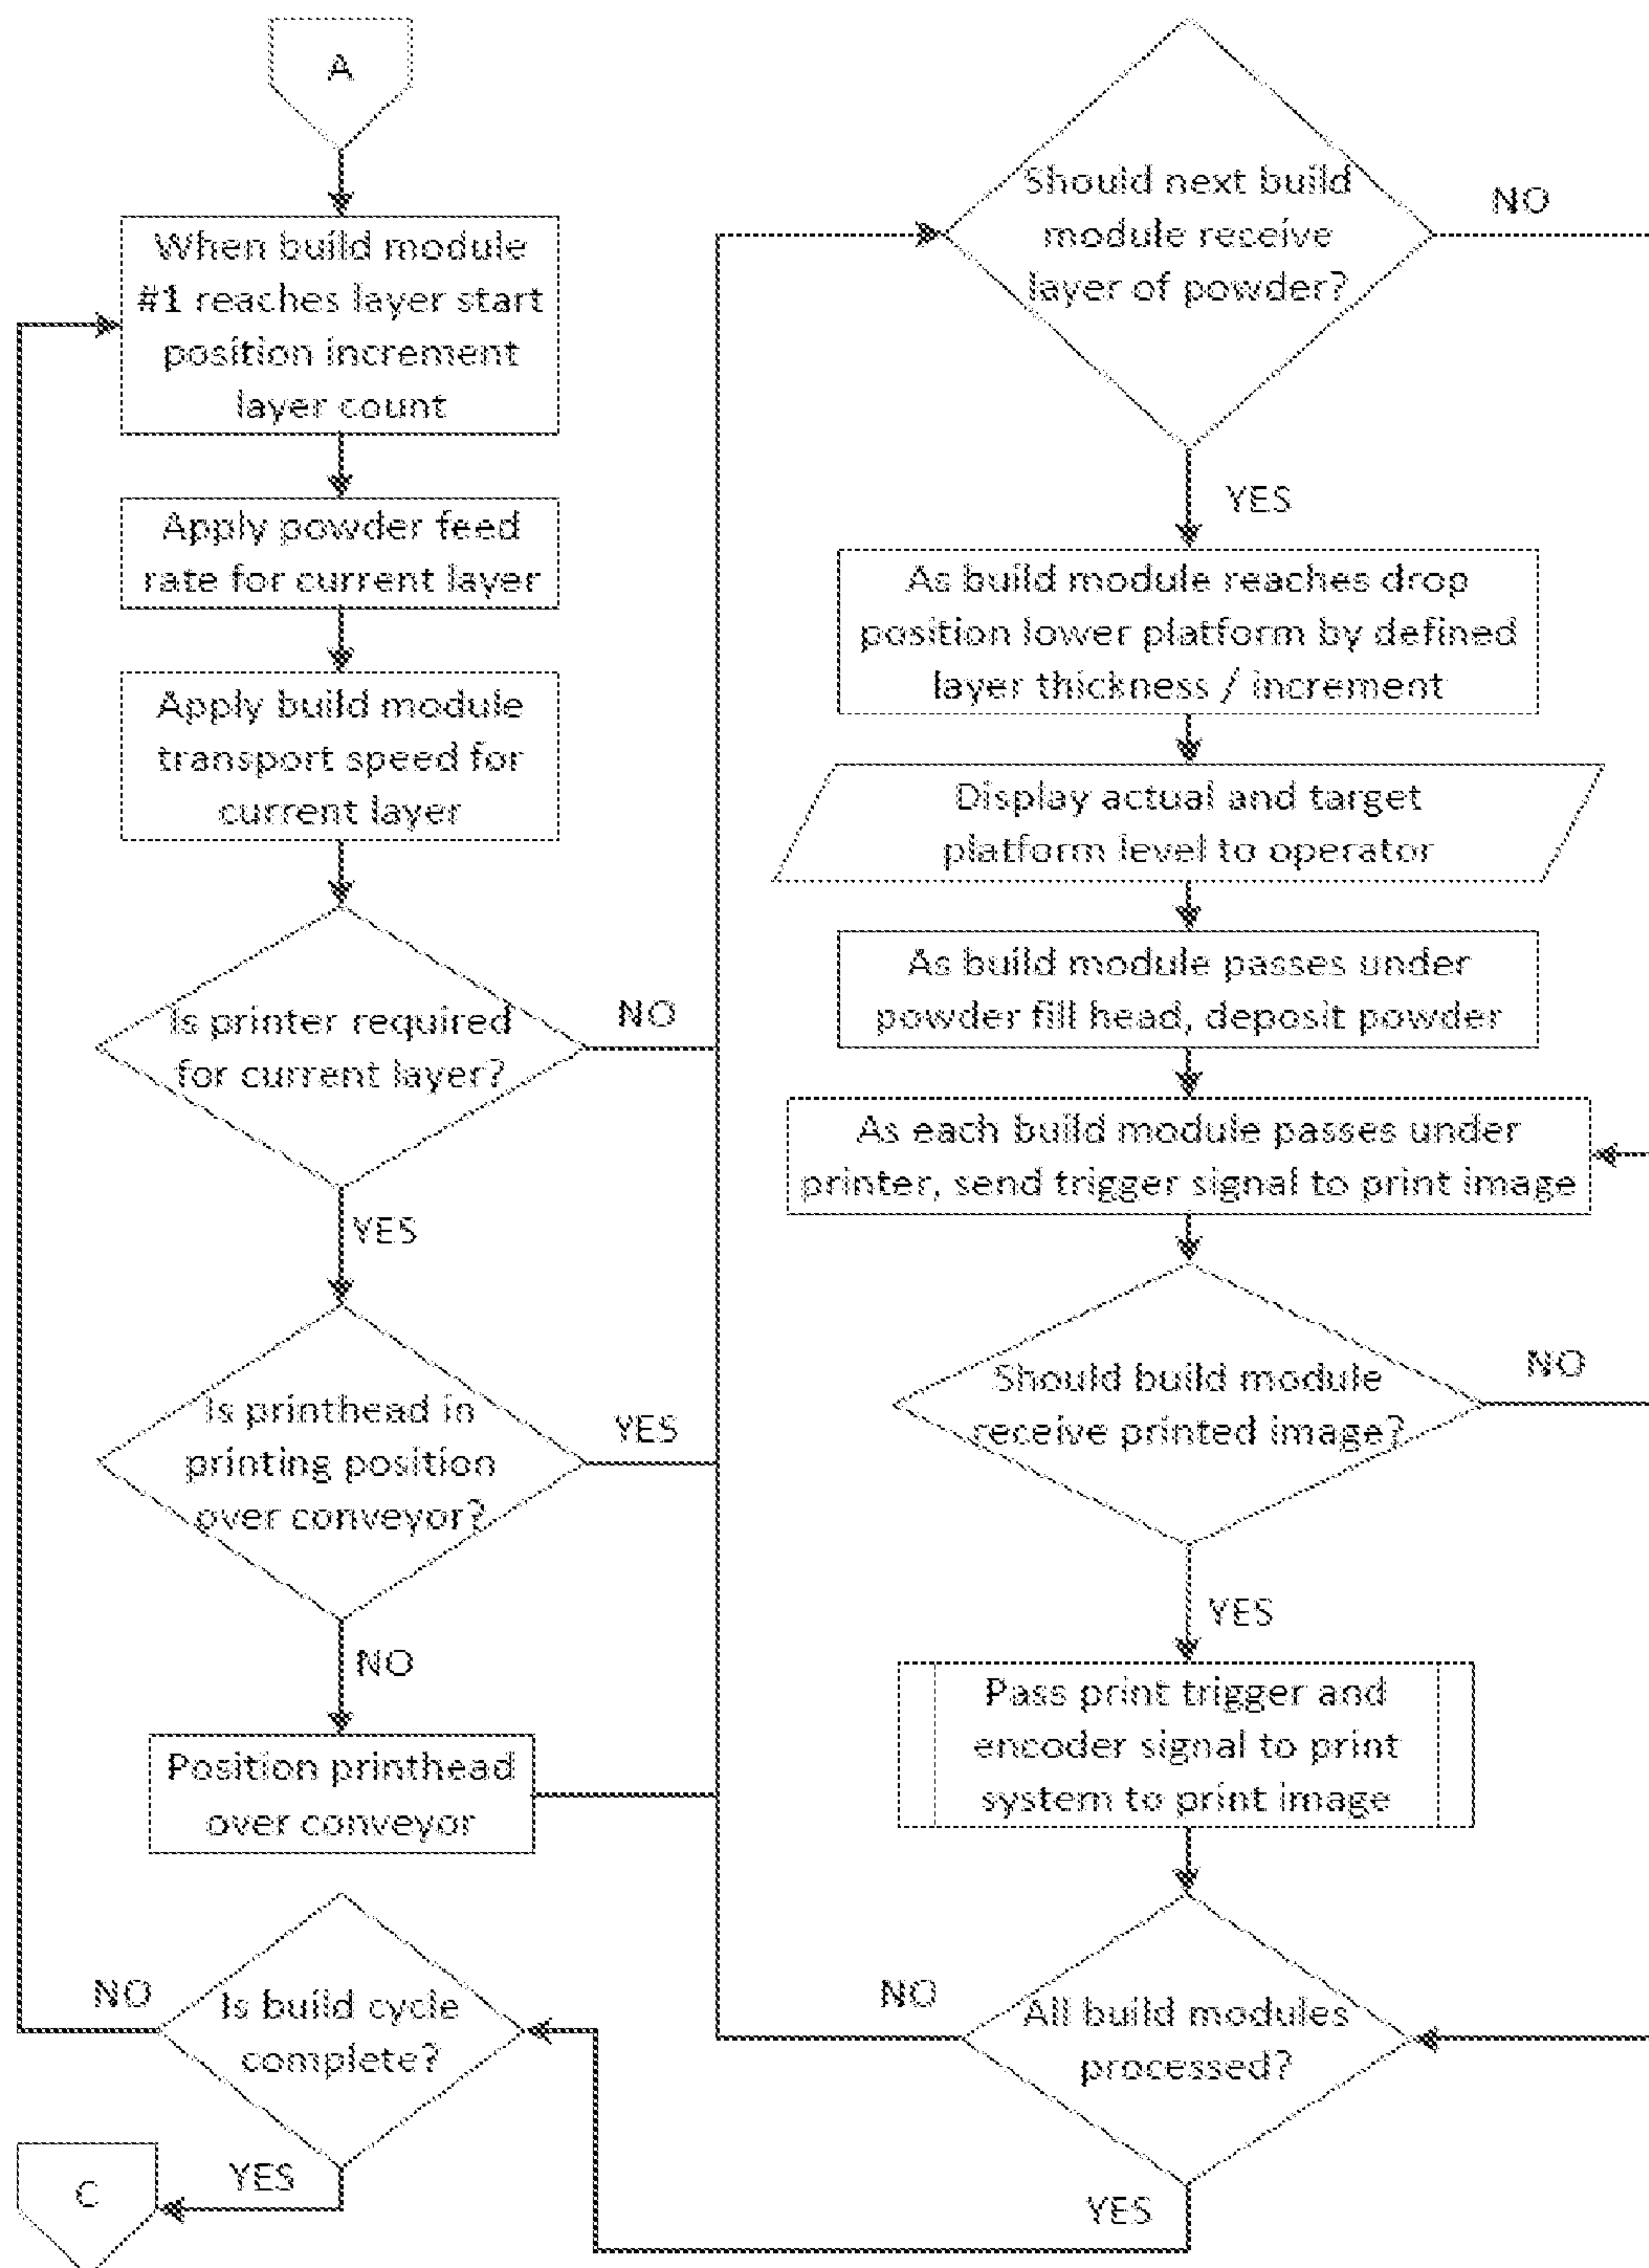 A
When build module
#1 reaches layer start
position increment
layer count
Apply powder feed
rate for current layer
Apply build module
transport speed for
current layer
Is printer required
for current layer?
NO
YES
Is printhead in
printing position
over conveyor?
YES
NO
Position printhead
over conveyor
Is build cycle
complete?
NO
YES
C
Should next build
module receive
layer of powder?
NO
YES
As build module reaches drop
position lower platform by defined
layer thickness / increment
Display actual and target
platform level to operator
As build module passes under
powder fill head, deposit powder
As each build module passes under
printer, send trigger signal to print image
Should build module
receive printed image?
NO
YES
Pass print trigger and
encoder signal to print
system to print image
All build modules
processed?
NO
YES